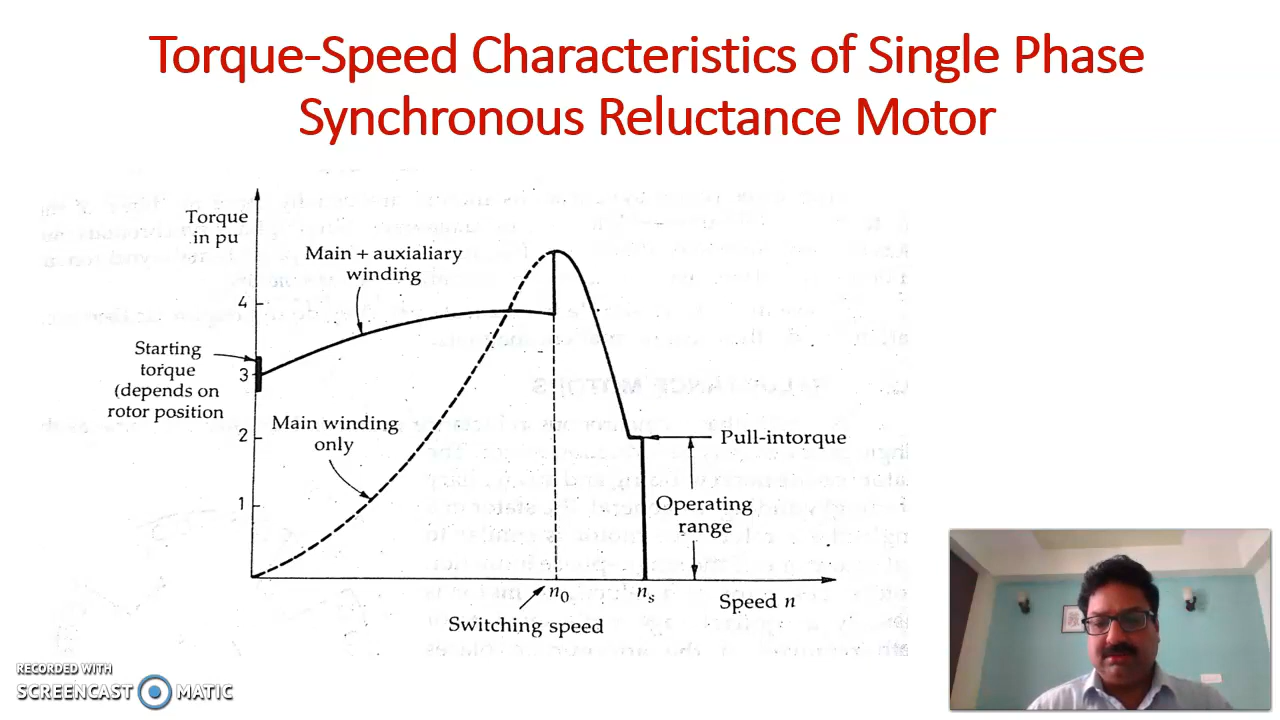 Torque-Speed Characteristics of Single Phase
Synchronous Reluctance Motor
Torque
in pu
Main + auxialiary
winding
4
Starting
torque
(depends on
rotor position
3
Main winding
only
2
Pull-intorque
1
Operating
range
n0
ns
Speed n
Switching speed
RECORDED WITH
SCREENCAST MATIC